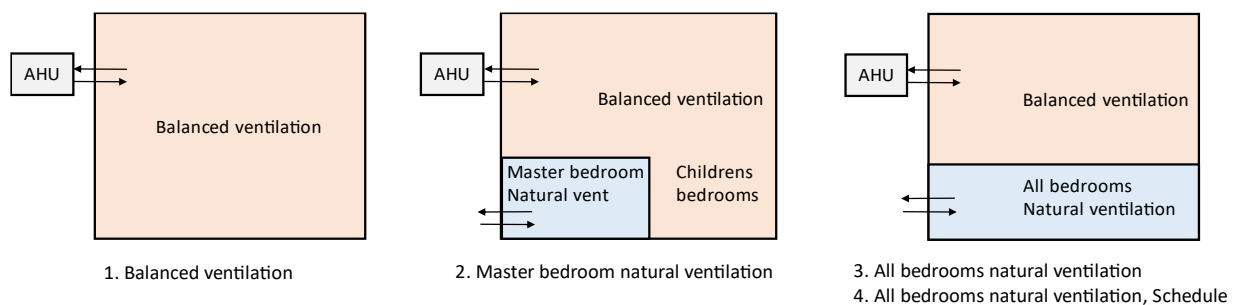 AHU
Balanced ventilation
1. Balanced ventilation
AHU
Balanced ventilation
Master bedroom
Natural vent
Childrens
bedrooms
2. Master bedroom natural ventilation
AHU
Balanced ventilation
All bedrooms
Natural ventilation
3. All bedrooms natural ventilation
4. All bedrooms natural ventilation, Schedule